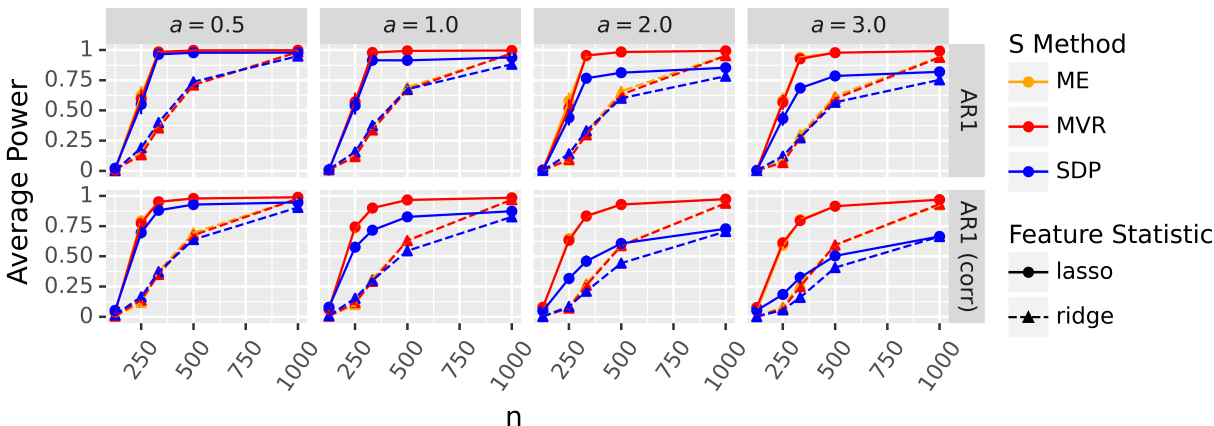 a = 0.5
a = 1.0
a = 2.0
a = 3.0
Average Power
1
0.75
0.50
0.25
0
AR1
1
0.75
0.50
0.25
0
AR1 (corr)
250
500
750
1000
250
500
750
1000
250
500
750
1000
250
500
750
1000
n
S Method
ME
MVR
SDP
Feature Statistic
lasso
ridge